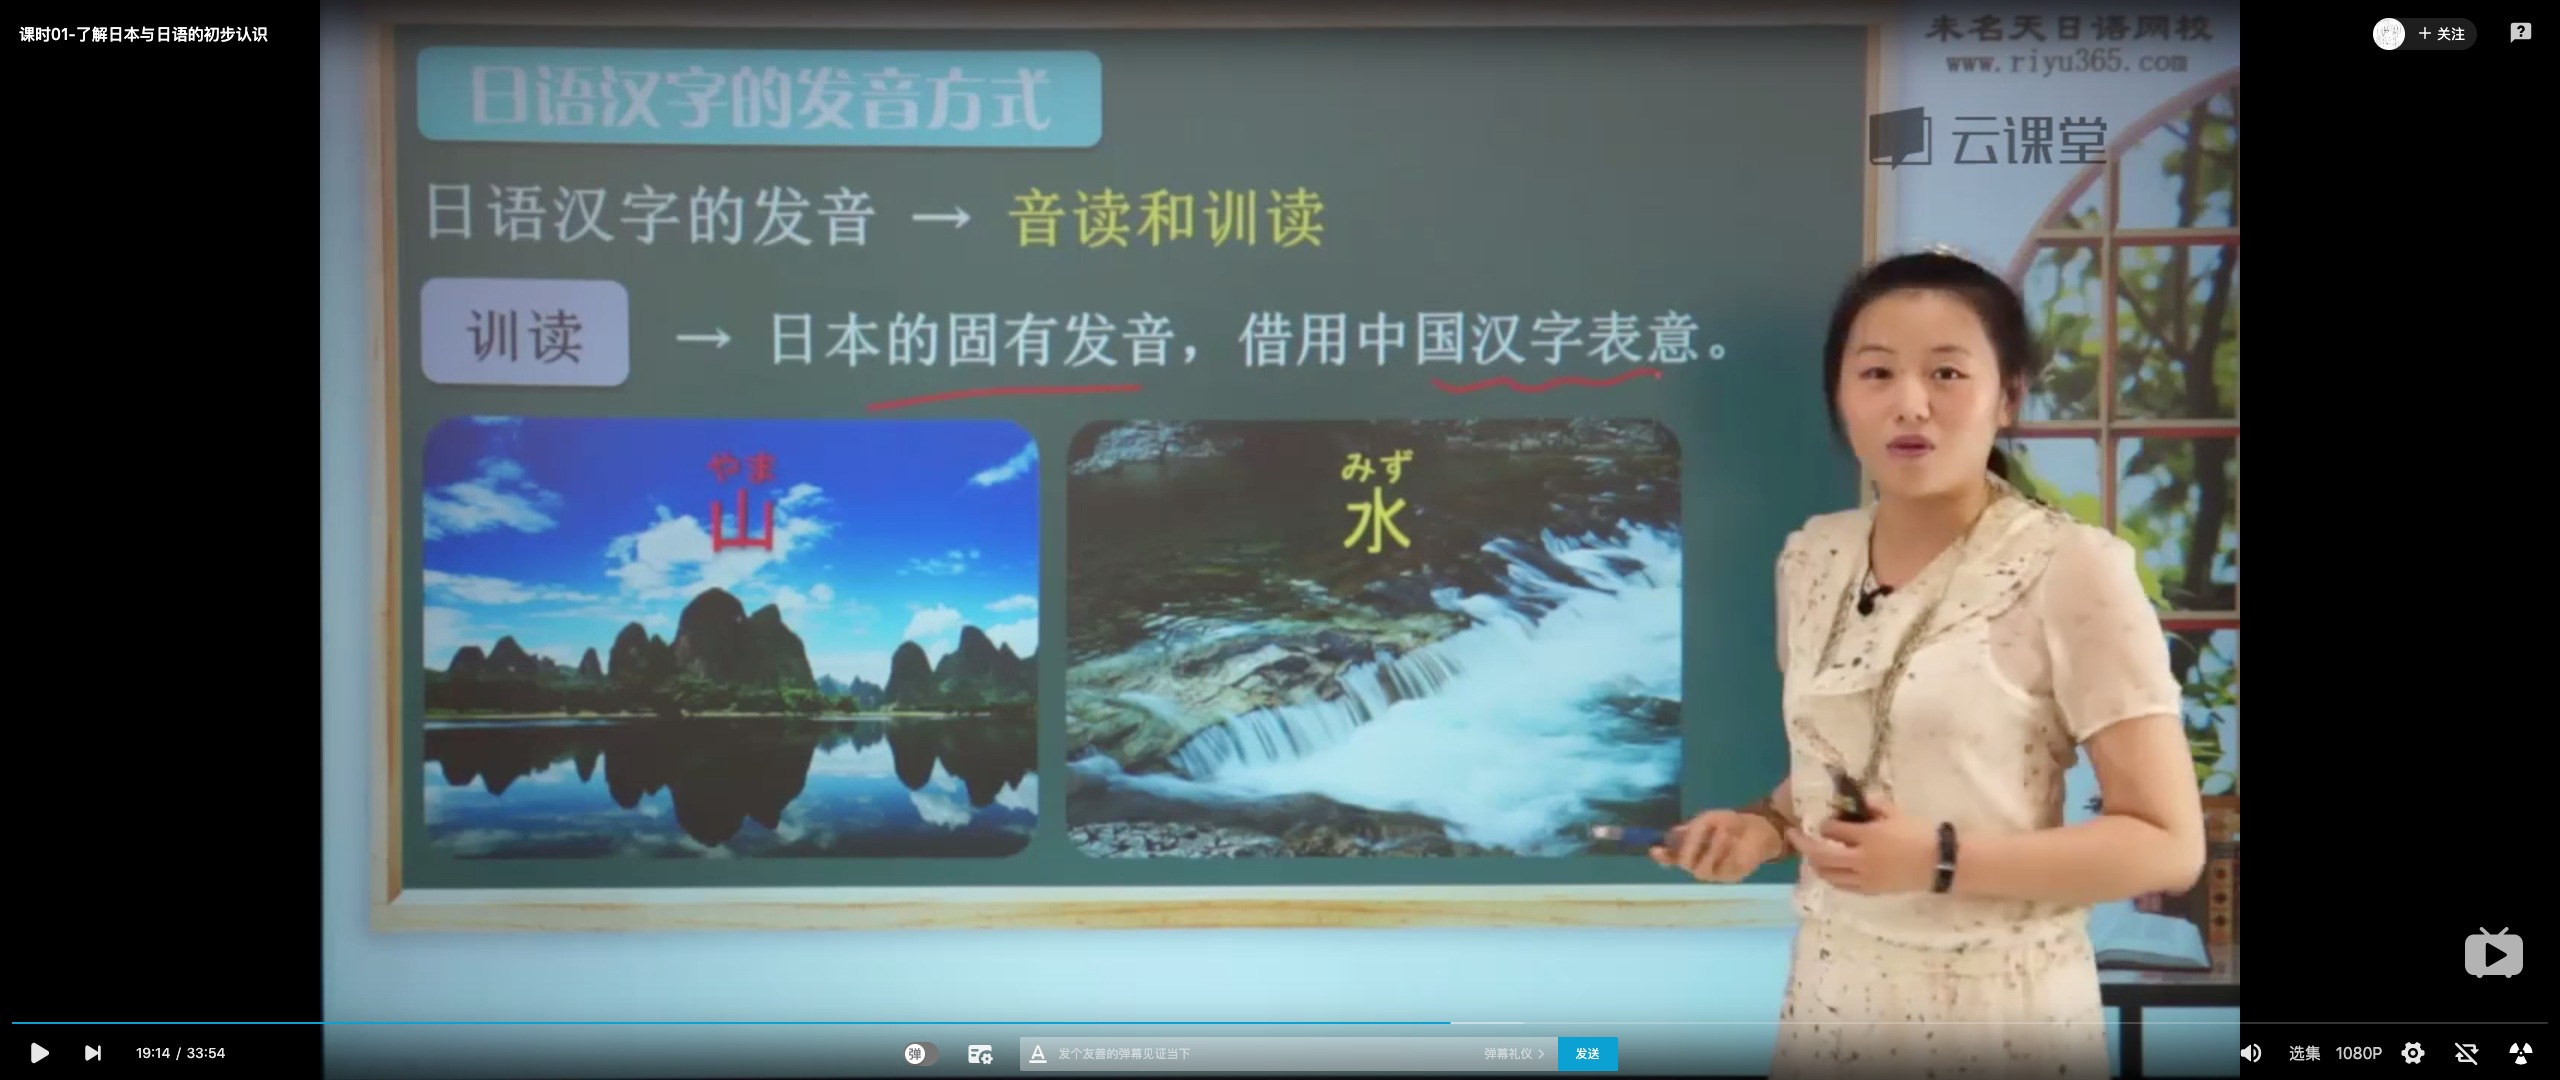 课时01-了解日本与日语的初步认识
未名天日语网校
+ 关注
www.riyu365.com
日语汉字的发音方式
云课堂
日语汉字的发音 → 音读和训读
训读 → 日本的固有发音，借用中国汉字表意。
やま
山
みず
水
19:14 / 33:54
弹
A 发个友善的弹幕见证当下
弹幕礼仪 >
发送
选集
1080P